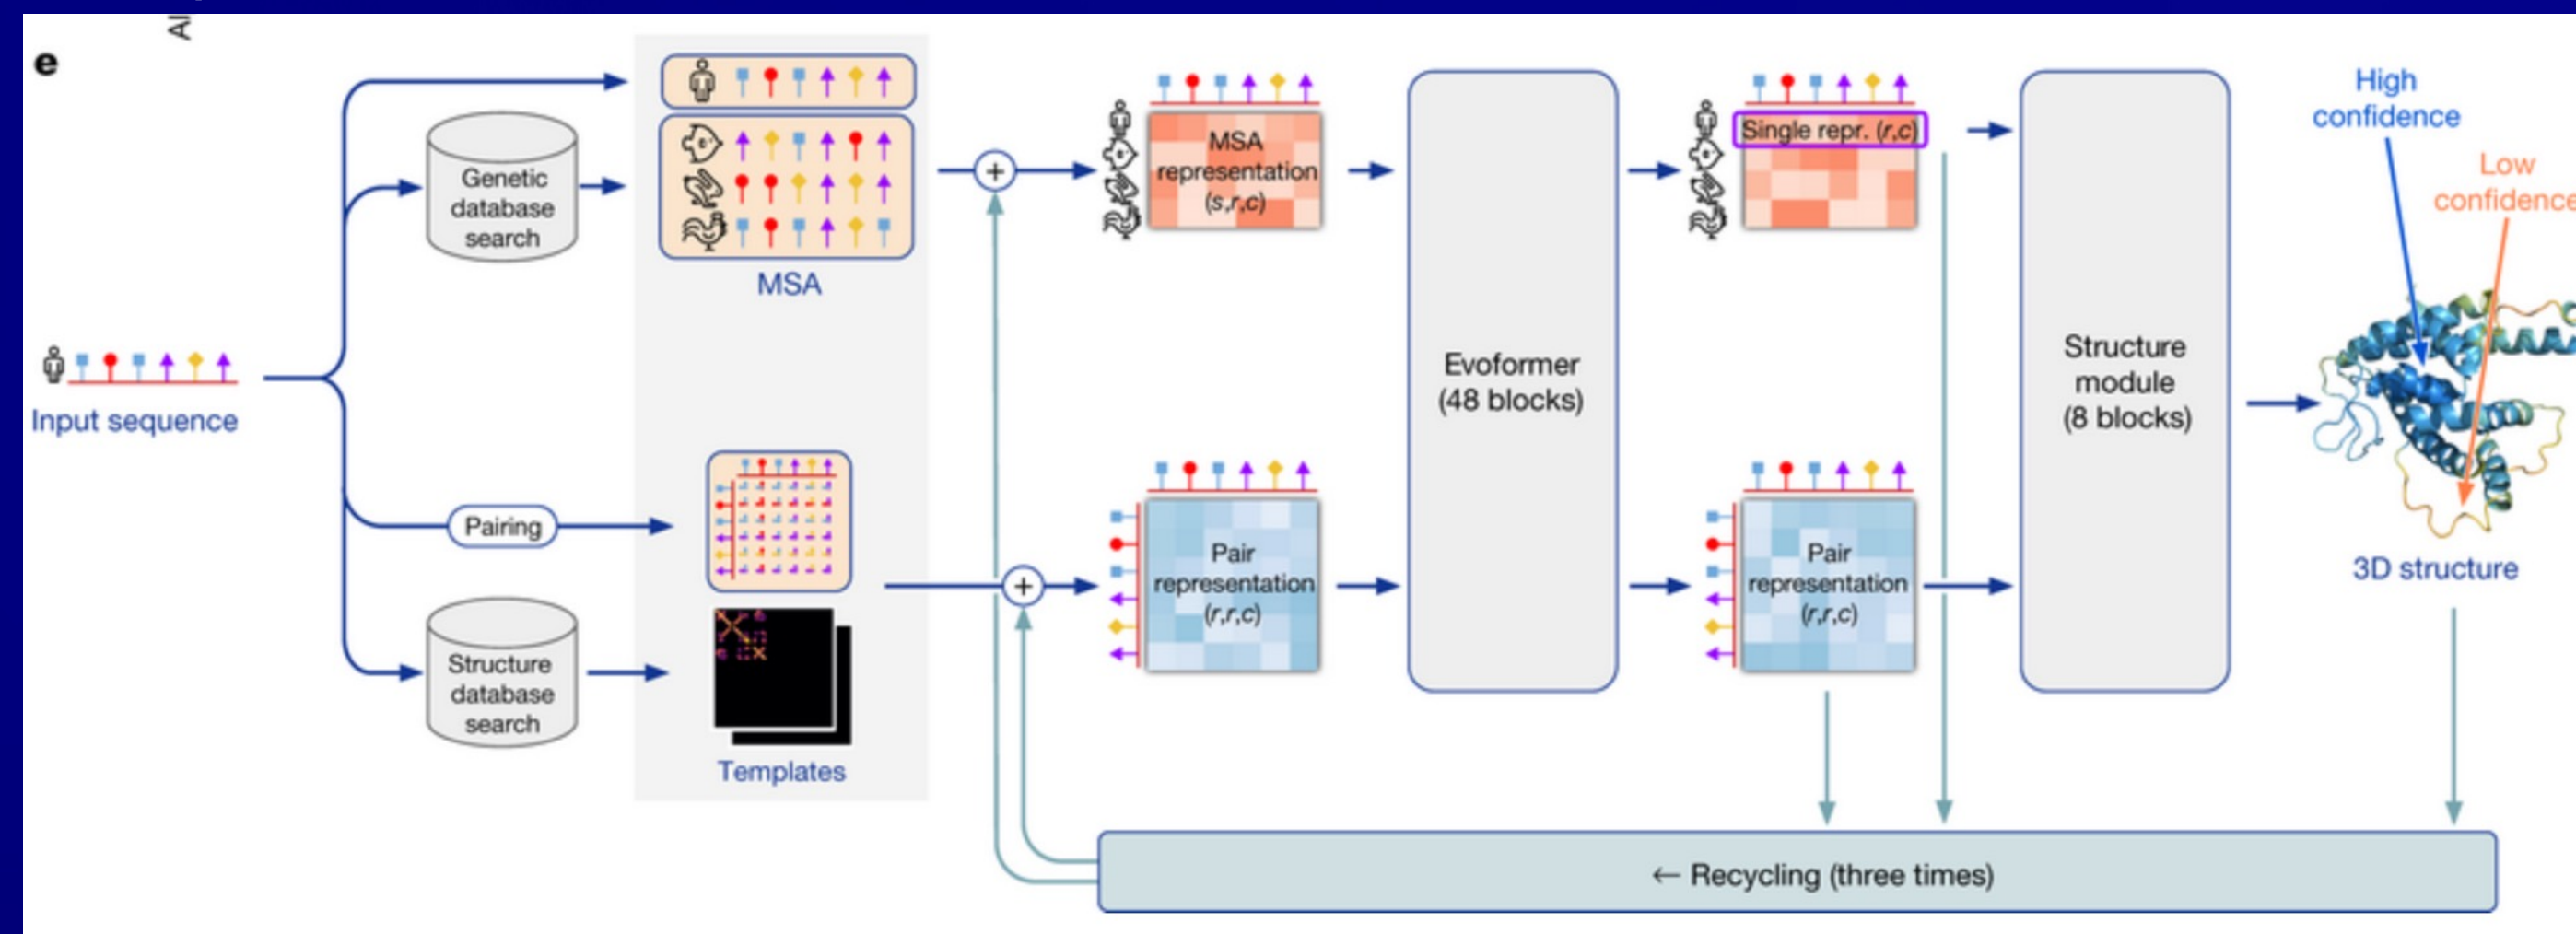 Al
e
Genetic
database
search
MSA
Input sequence
Pairing
Structure
database
search
Templates
+
+
MSA
representation
(s,r,c)
Pair
representation
(r,r,c)
Evoformer
(48 blocks)
Single repr. (r,c)
Pair
representation
(r,r,c)
Structure
module
(8 blocks)
High
confidence
Low
confidence
3D structure
← Recycling (three times)